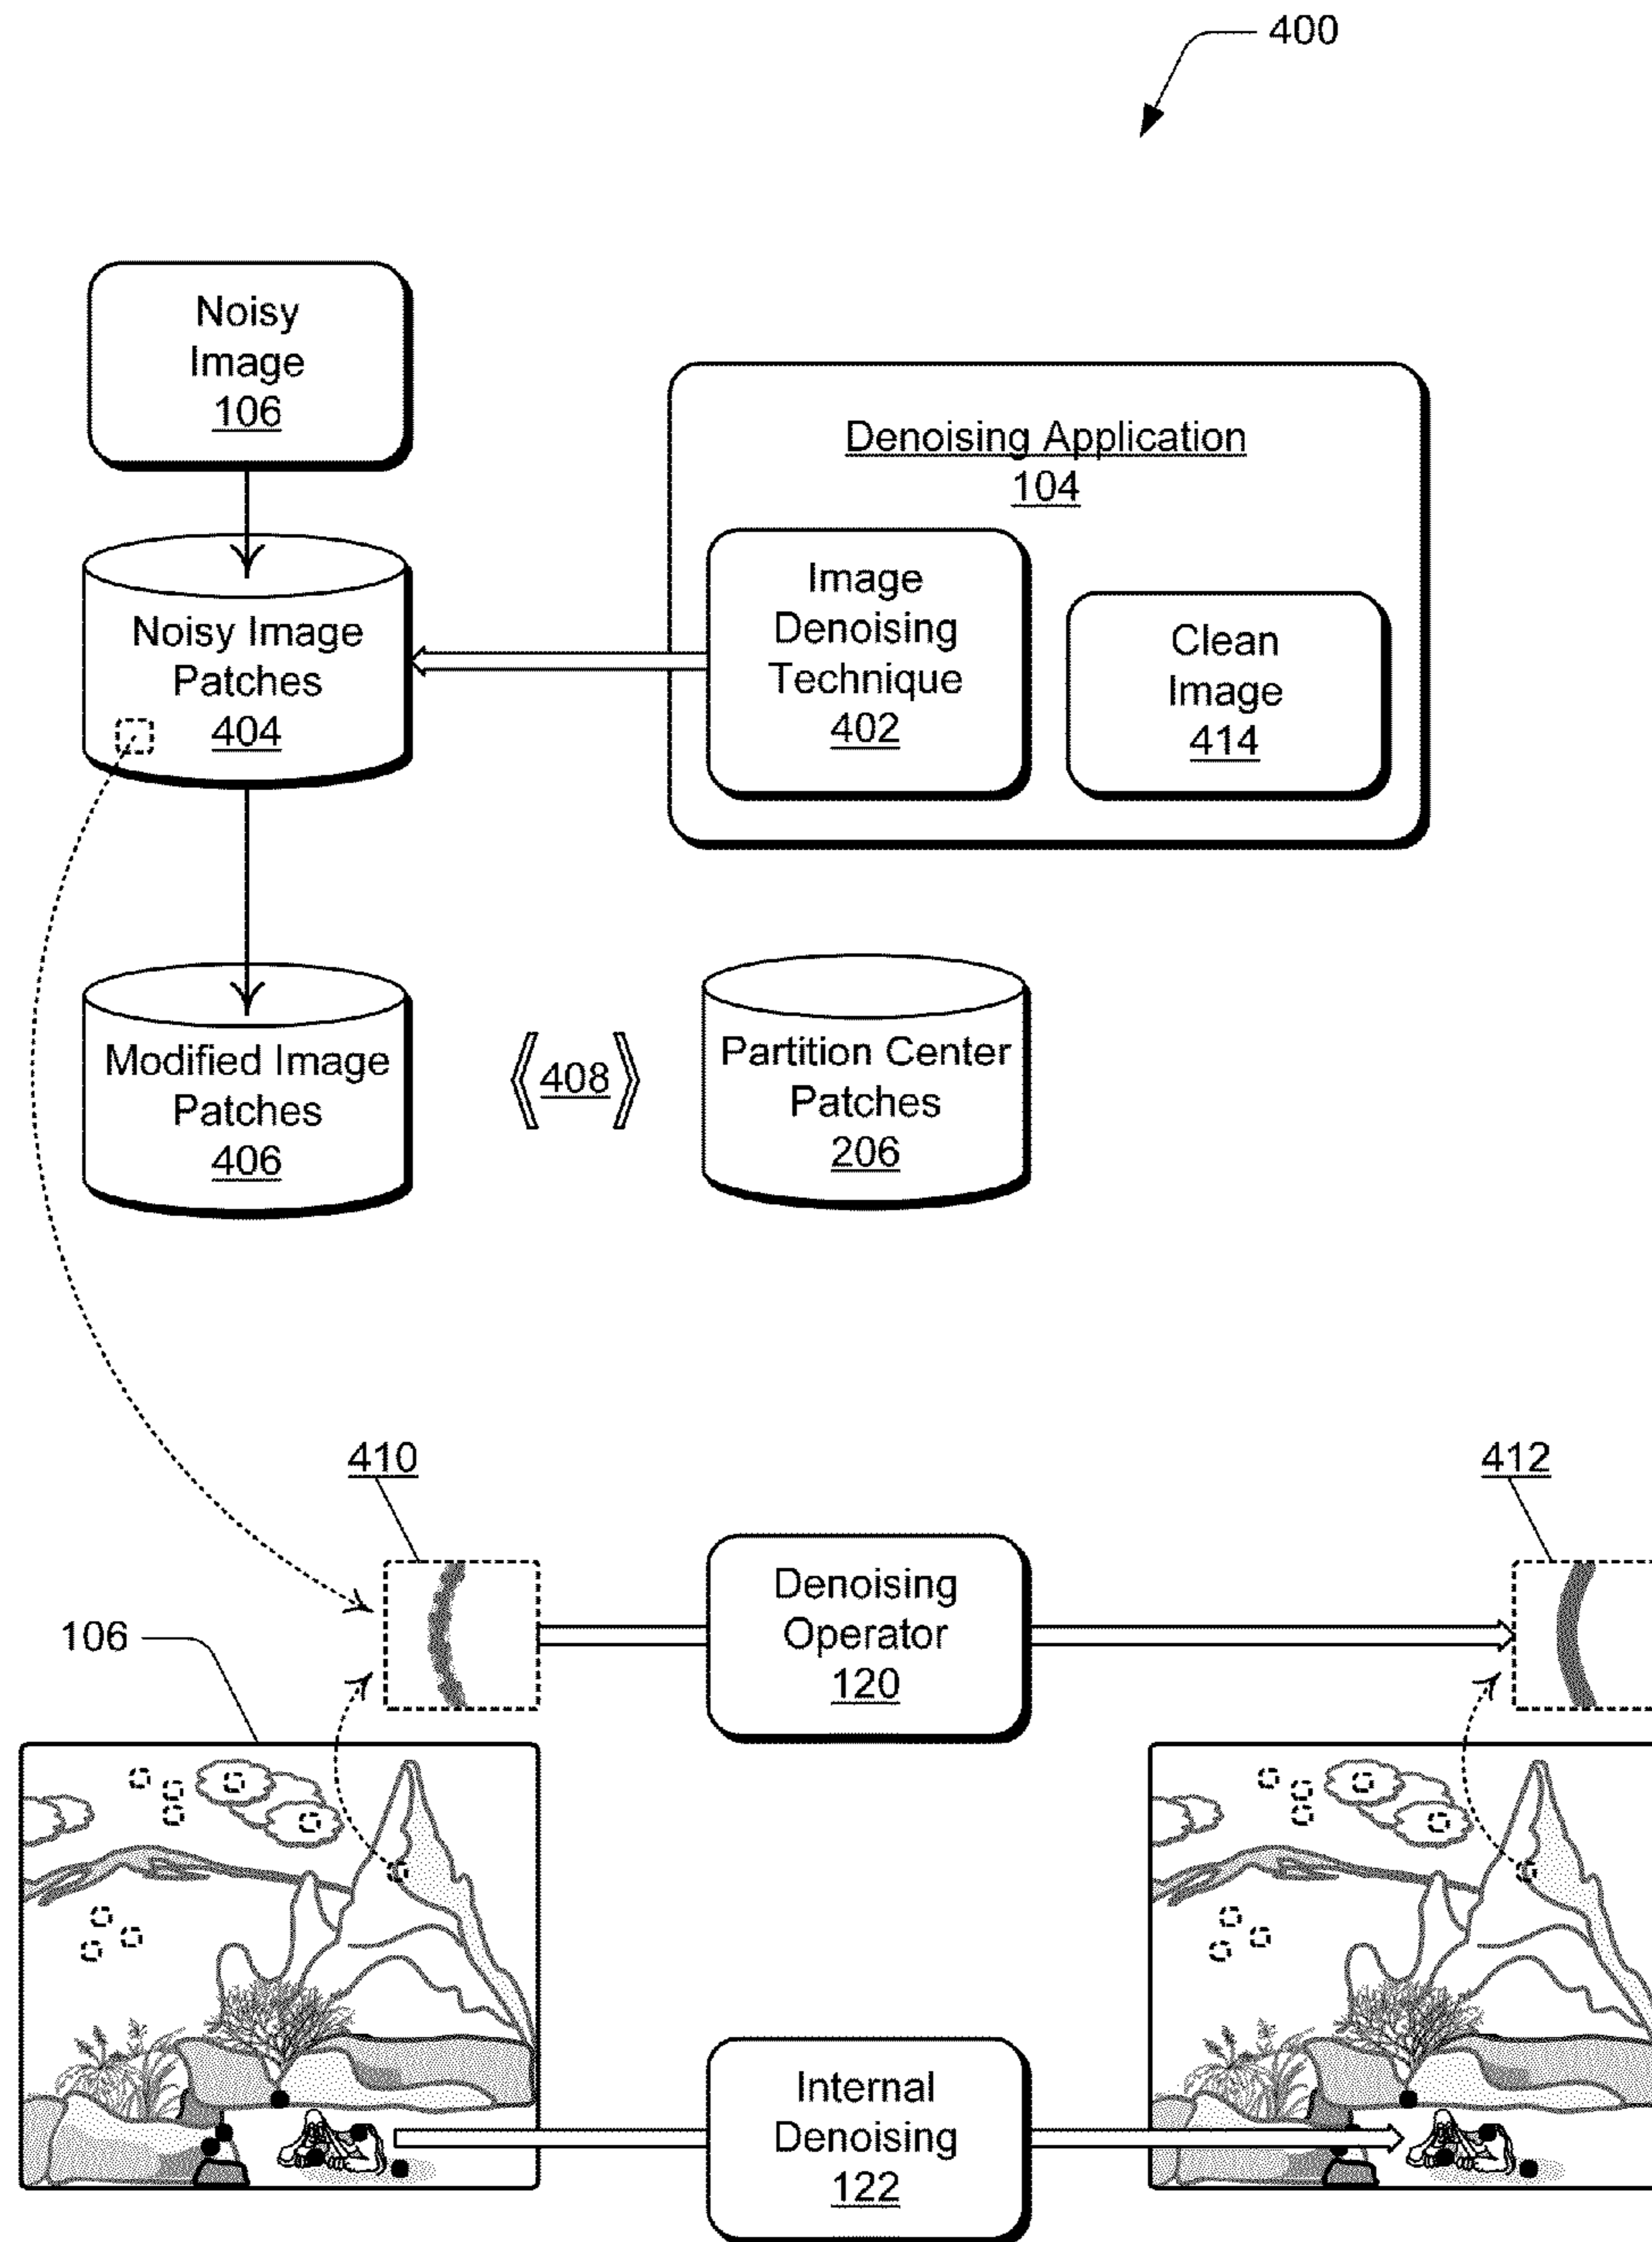 400
Noisy
Image
106
Denoising Application
104
Image
Denoising
Technique
402
Clean
Image
414
Noisy Image
Patches
404
Modified Image
Patches
406
408
Partition Center
Patches
206
410
412
Denoising
Operator
120
106
Internal
Denoising
122